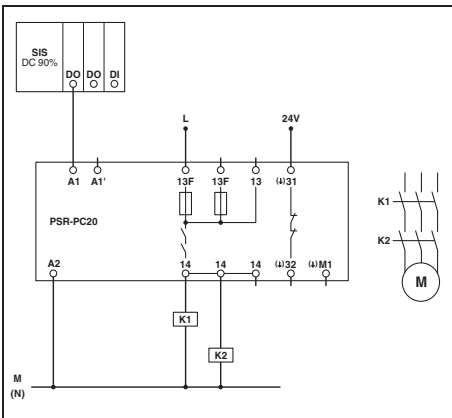 SIS
DC 90%
DO DO DI
L 24V
A1 A1' 13F 13F 13 (↓)31
PSR-PC20
A2 14 14 14 (↓)32 (↓)M1
K1
K2
M
(N)
K1
K2
M